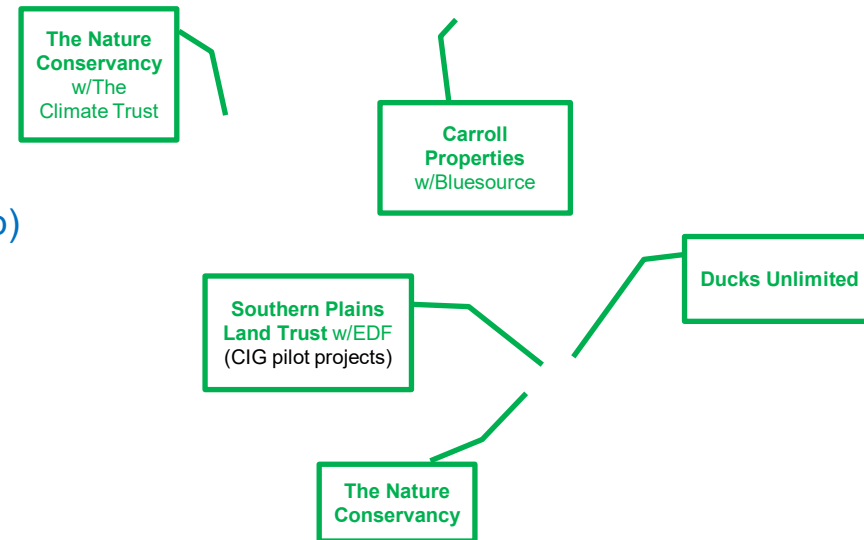 The Nature
Conservancy
w/The
Climate Trust
Carroll
Properties
w/Bluesource
Ducks Unlimited
Southern Plains
Land Trust w/EDF
(CIG pilot projects)
The Nature
Conservancy